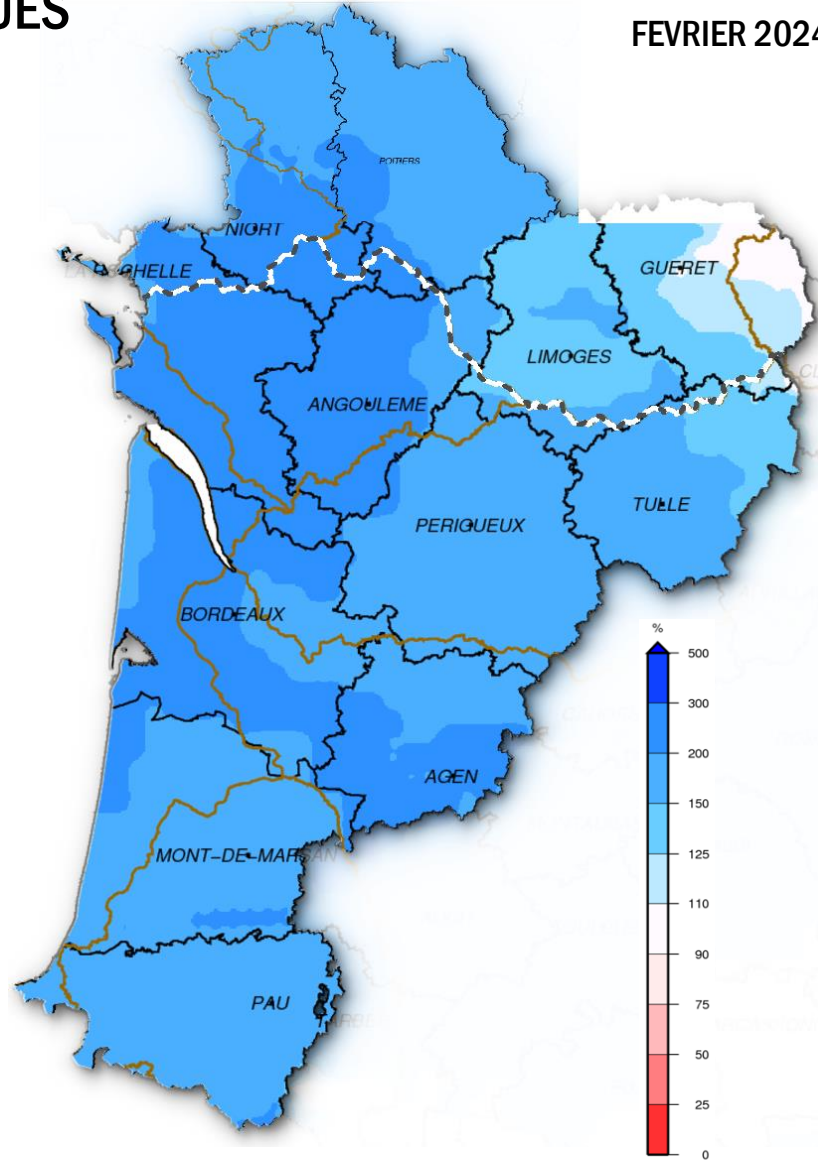 UES
FEVRIER 2024
POITIERS
NIORT
LA ROCHELLE
GUERET
LIMOGES
ANGOULEME
TULLE
PERIGUEUX
BORDEAUX
%
500
300
200
150
125
110
90
75
50
25
0
AGEN
MONT-DE-MARSAN
PAU
TARBES